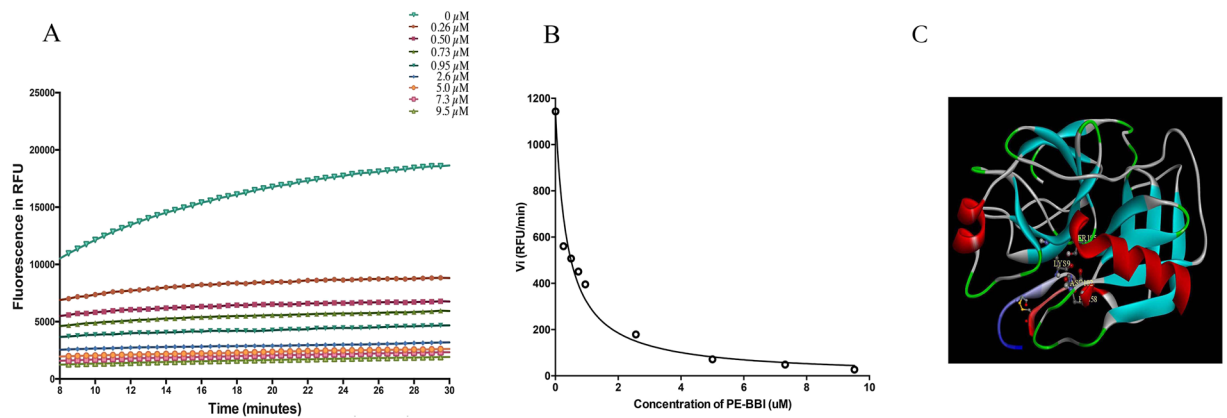 A
0 µM
0.26 µM
0.50 µM
0.73 µM
0.95 µM
2.6 µM
5.0 µM
7.3 µM
9.5 µM
25000
20000
15000
10000
5000
0
Fluorescence in RFU
8 10 12 14 16 18 20 22 24 26 28 30
Time (minutes)
B
1200
1000
800
600
400
200
0
Vi (RFU/min)
0 2 4 6 8 10
Concentration of PE-BBI (uM)
C
LYS9